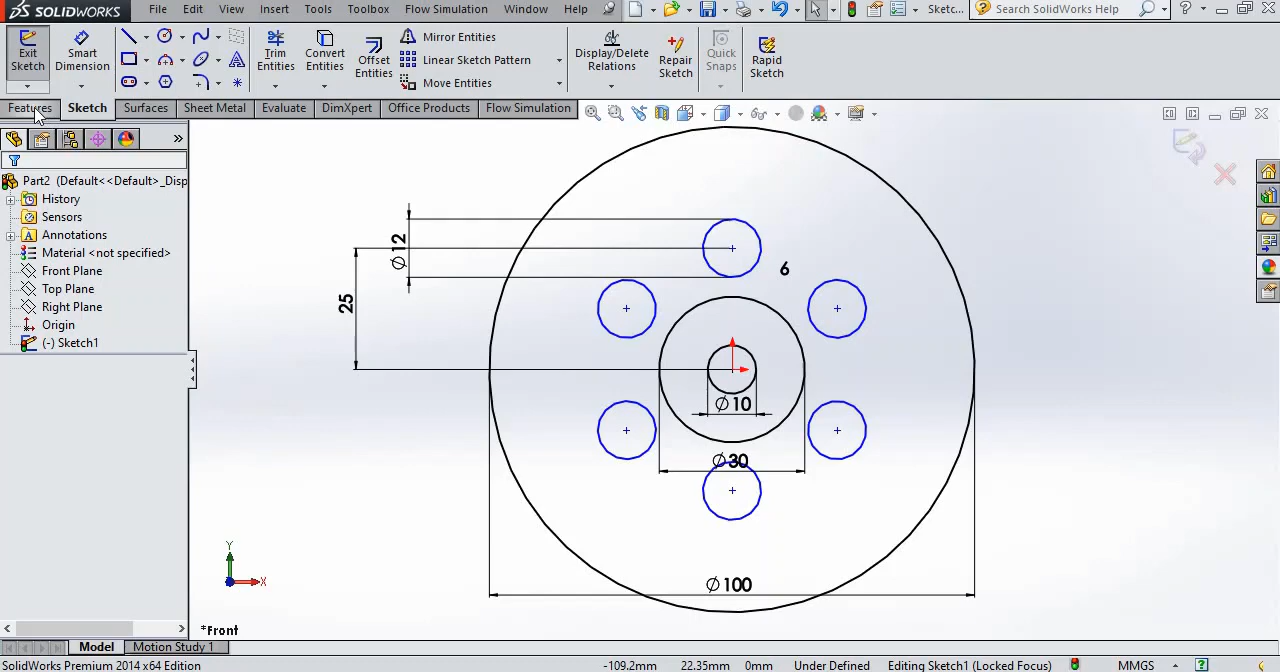 SOLIDWORKS File Edit View Insert Tools Toolbox Flow Simulation Window Help Sketc... Search SolidWorks Help
Exit Sketch
Smart Dimension
Trim Entities
Convert Entities
Offset Entities
Mirror Entities
Linear Sketch Pattern
Move Entities
Display/Delete Relations
Repair Sketch
Quick Snaps
Rapid Sketch
Features Sketch Surfaces Sheet Metal Evaluate DimXpert Office Products Flow Simulation
Part2 (Default<<Default>_Disp
History
Sensors
A Annotations
Material <not specified>
Front Plane
Top Plane
Right Plane
Origin
(-) Sketch1
Ø12
25
6
Ø10
Ø30
Ø100
Y
X
*Front
Model Motion Study 1
SolidWorks Premium 2014 x64 Edition -109.2mm 22.35mm 0mm Under Defined Editing Sketch1 (Locked Focus) MMGS ?